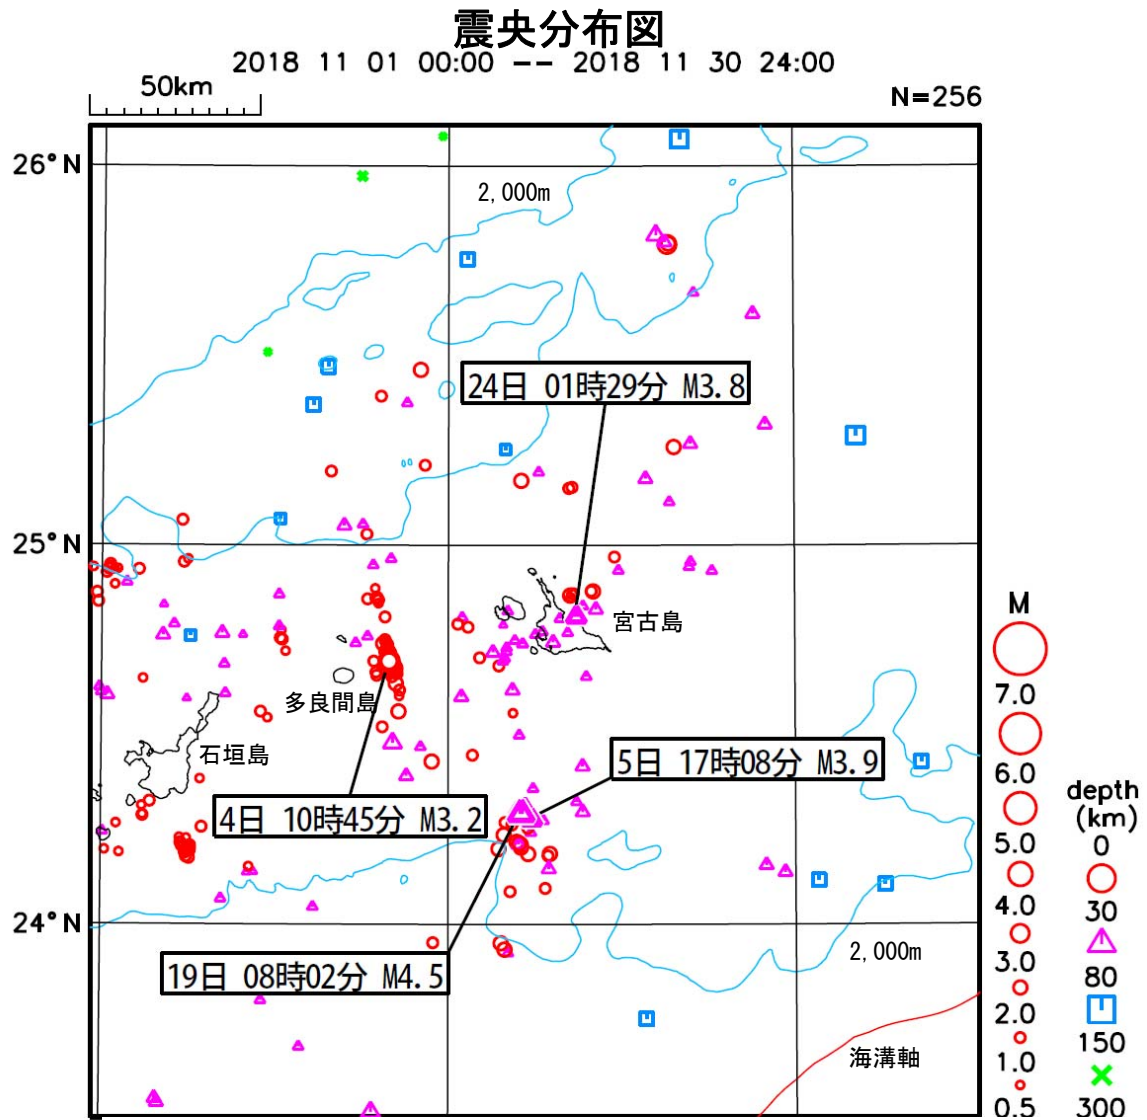 震央分布図
2018 11 01 00:00 -- 2018 11 30 24:00
50km
N=256
26°N
2,000m
24日 01時29分 M3.8
25°N
宮古島
多良間島
石垣島
5日 17時08分 M3.9
4日 10時45分 M3.2
24°N
19日 08時02分 M4.5
2,000m
海溝軸
M
7.0
6.0
5.0
4.0
3.0
2.0
1.0
0.5
depth
(km)
0
30
80
150
300